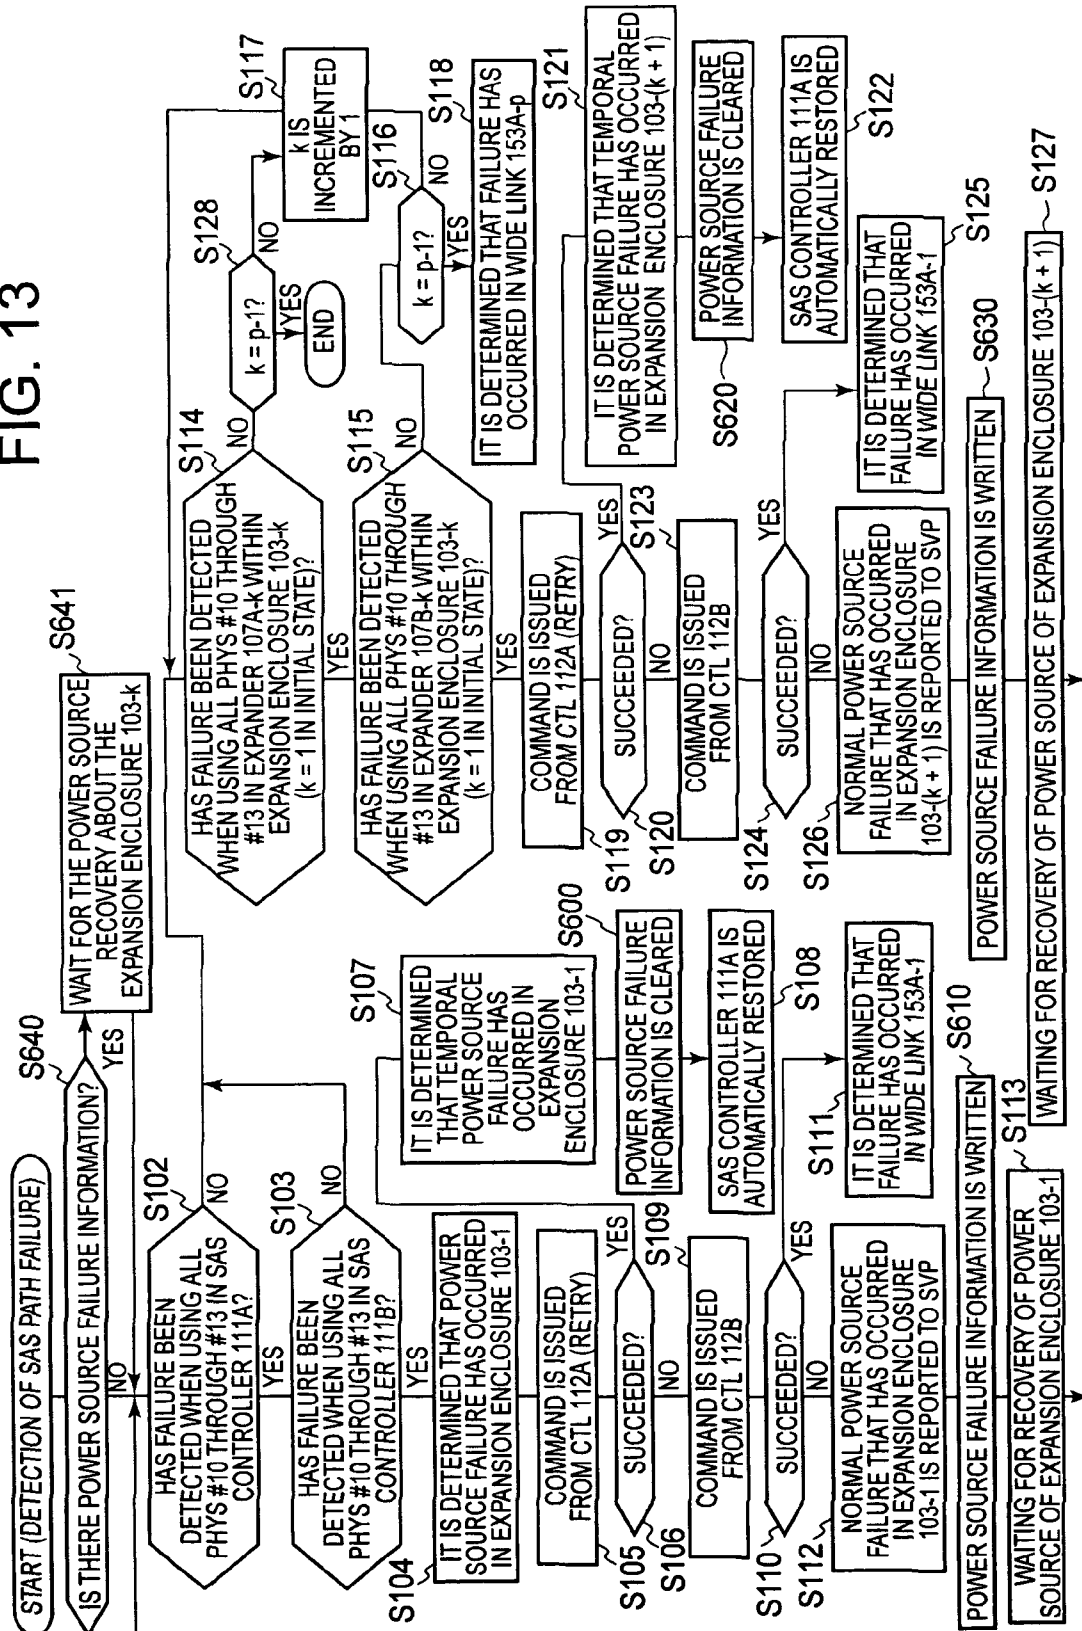 FIG. 13
START (DETECTION OF SAS PATH FAILURE)
S640
IS THERE POWER SOURCE FAILURE INFORMATION?
YES
NO
S641
WAIT FOR THE POWER SOURCE
RECOVERY ABOUT THE
EXPANSION ENCLOSURE 103-k
S102
HAS FAILURE BEEN
DETECTED WHEN USING ALL
PHYS #10 THROUGH #13 IN SAS
CONTROLLER 111A?
NO
YES
S103
HAS FAILURE BEEN
DETECTED WHEN USING ALL
PHYS #10 THROUGH #13 IN SAS
CONTROLLER 111B?
NO
YES
S104
IT IS DETERMINED THAT POWER
SOURCE FAILURE HAS OCCURRED
IN EXPANSION ENCLOSURE 103-1
S105
COMMAND IS ISSUED
FROM CTL 112A (RETRY)
S106
SUCCEEDED?
YES
NO
S107
IT IS DETERMINED
THAT TEMPORAL
POWER SOURCE
FAILURE HAS
OCCURRED IN
EXPANSION
ENCLOSURE 103-1
S600
POWER SOURCE FAILURE
INFORMATION IS CLEARED
SAS CONTROLLER 111A IS
AUTOMATICALLY RESTORED
S108
S109
COMMAND IS ISSUED
FROM CTL 112B
S110
SUCCEEDED?
YES
NO
S111
IT IS DETERMINED THAT
FAILURE HAS OCCURRED
IN WIDE LINK 153A-1
S112
NORMAL POWER SOURCE
FAILURE THAT HAS OCCURRED
IN EXPANSION ENCLOSURE
103-1 IS REPORTED TO SVP
S610
POWER SOURCE FAILURE INFORMATION IS WRITTEN
S113
WAITING FOR RECOVERY OF POWER
SOURCE OF EXPANSION ENCLOSURE 103-1
S114
HAS FAILURE BEEN DETECTED
WHEN USING ALL PHYS #10 THROUGH
#13 IN EXPANDER 107A-k WITHIN
EXPANSION ENCLOSURE 103-k
(k = 1 IN INITIAL STATE)?
NO
YES
S128
k = p-1?
NO
YES
END
S117
k IS
INCREMENTED
BY 1
S115
HAS FAILURE BEEN DETECTED
WHEN USING ALL PHYS #10 THROUGH
#13 IN EXPANDER 107B-k WITHIN
EXPANSION ENCLOSURE 103-k
(k = 1 IN INITIAL STATE)?
NO
YES
S116
k = p-1?
NO
YES
S118
IT IS DETERMINED THAT FAILURE HAS
OCCURRED IN WIDE LINK 153A-p
S119
COMMAND IS ISSUED
FROM CTL 112A (RETRY)
S120
SUCCEEDED?
YES
NO
S121
IT IS DETERMINED THAT TEMPORAL
POWER SOURCE FAILURE HAS OCCURRED
IN EXPANSION ENCLOSURE 103-(k + 1)
S620
POWER SOURCE FAILURE
INFORMATION IS CLEARED
SAS CONTROLLER 111A IS
AUTOMATICALLY RESTORED
S122
S123
COMMAND IS ISSUED
FROM CTL 112B
S124
SUCCEEDED?
YES
NO
IT IS DETERMINED THAT
FAILURE HAS OCCURRED
IN WIDE LINK 153A-1
S125
S126
NORMAL POWER SOURCE
FAILURE THAT HAS OCCURRED
IN EXPANSION ENCLOSURE
103-(k + 1) IS REPORTED TO SVP
S630
POWER SOURCE FAILURE INFORMATION IS WRITTEN
S127
WAITING FOR RECOVERY OF POWER SOURCE OF EXPANSION ENCLOSURE 103-(k + 1)